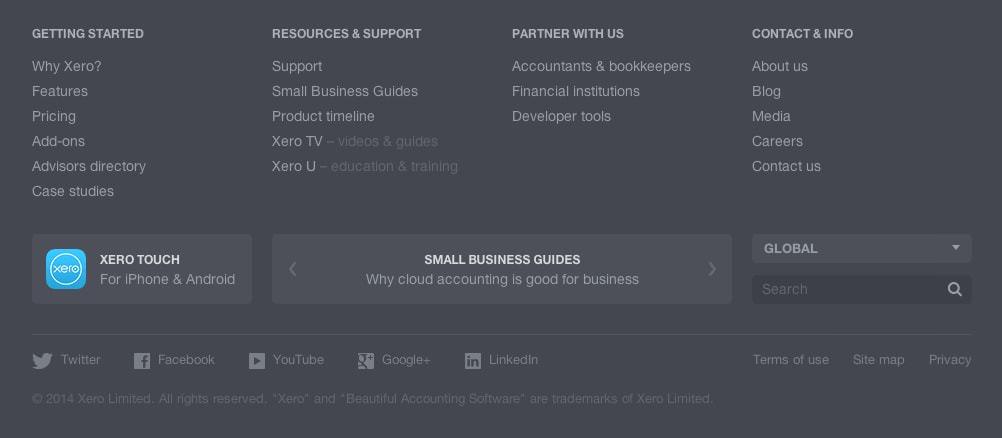 GETTING STARTED
Why Xero?
Features
Pricing
Add-ons
Advisors directory
Case studies
RESOURCES & SUPPORT
Support
Small Business Guides
Product timeline
Xero TV – videos & guides
Xero U – education & training
PARTNER WITH US
Accountants & bookkeepers
Financial institutions
Developer tools
CONTACT & INFO
About us
Blog
Media
Careers
Contact us
xero
XERO TOUCH
For iPhone & Android
SMALL BUSINESS GUIDES
Why cloud accounting is good for business
GLOBAL
Search
Twitter
Facebook
YouTube
Google+
LinkedIn
Terms of use
Site map
Privacy
© 2014 Xero Limited. All rights reserved. "Xero" and "Beautiful Accounting Software" are trademarks of Xero Limited.